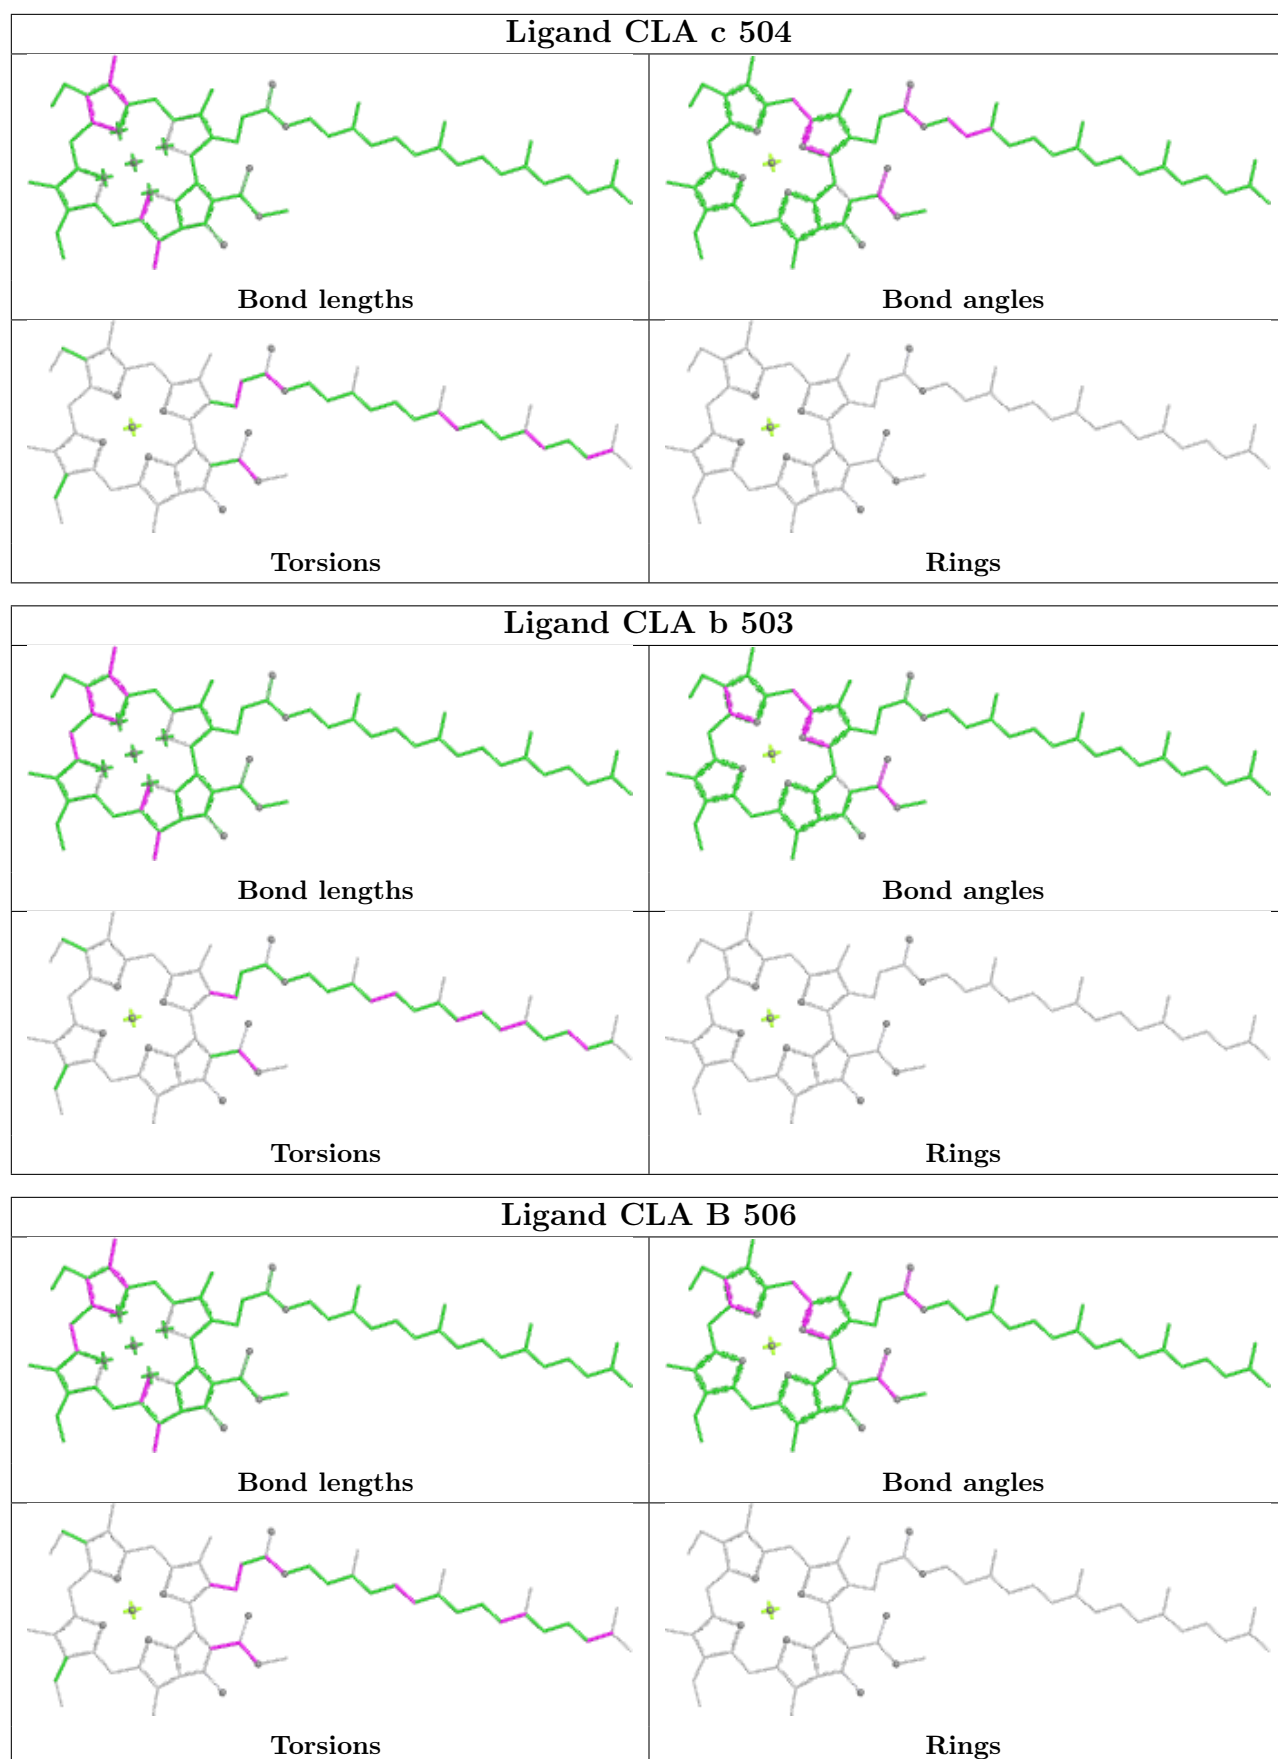 Ligand CLA c 504
Bond lengths
Bond angles
Torsions
Rings
Ligand CLA b 503
Bond lengths
Bond angles
Torsions
Rings
Ligand CLA B 506
Bond lengths
Bond angles
Torsions
Rings